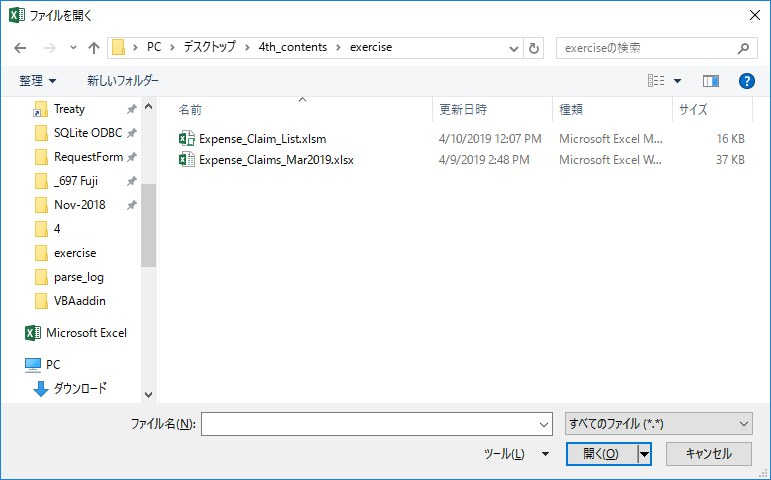 ファイルを開く
PC > デスクトップ > 4th_contents > exercise
exerciseの検索
整理 新しいフォルダー
名前 更新日時 種類 サイズ
Treaty
SQLite ODBC
RequestForm
_697 Fuji
Nov-2018
4
exercise
parse_log
VBAaddin
Microsoft Excel
PC
ダウンロード
Expense_Claim_List.xlsm 4/10/2019 12:07 PM Microsoft Excel M... 16 KB
Expense_Claims_Mar2019.xlsx 4/9/2019 2:48 PM Microsoft Excel W... 37 KB
ファイル名(N): すべてのファイル (*.*)
ツール(L) 開く(O) キャンセル